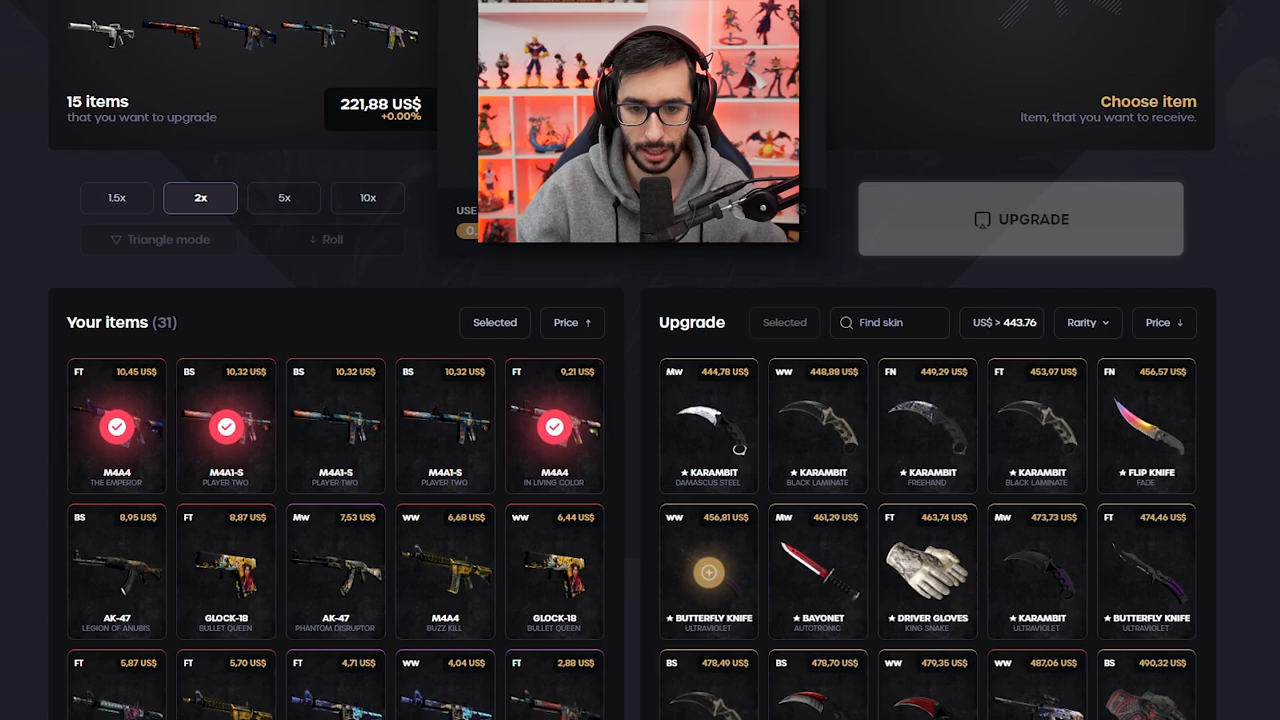 15 items
that you want to upgrade
221,88 US$
+0.00%
Choose item
Item, that you want to receive.
1.5x
2x
5x
10x
Triangle mode
Roll
USE
0.
$
UPGRADE
Your items (31)
Selected
Price ↑
Upgrade
Selected
Find skin
US$ > 443.76
Rarity
Price ↓
FT 10,45 US$
BS 10,32 US$
BS 10,32 US$
BS 10,32 US$
FT 9,21 US$
M4A4
M4A1-S
M4A1-S
M4A1-S
M4A4
THE EMPEROR
PLAYER TWO
PLAYER TWO
PLAYER TWO
IN LIVING COLOR
MW 444,78 US$
WW 448,88 US$
FN 449,29 US$
FT 453,97 US$
FN 456,57 US$
★ KARAMBIT
★ KARAMBIT
★ KARAMBIT
★ KARAMBIT
★ FLIP KNIFE
DAMASCUS STEEL
BLACK LAMINATE
FREEHAND
BLACK LAMINATE
FADE
BS 8,95 US$
FT 8,87 US$
MW 7,53 US$
WW 6,68 US$
WW 6,44 US$
AK-47
GLOCK-18
AK-47
M4A4
GLOCK-18
LEGION OF ANUBIS
BULLET QUEEN
PHANTOM DISRUPTOR
BUZZ KILL
BULLET QUEEN
WW 456,81 US$
MW 461,29 US$
FT 463,74 US$
MW 473,73 US$
FT 474,46 US$
★ BUTTERFLY KNIFE
★ BAYONET
★ DRIVER GLOVES
★ KARAMBIT
★ BUTTERFLY KNIFE
ULTRAVIOLET
AUTOTRONIC
KING SNAKE
ULTRAVIOLET
ULTRAVIOLET
FT 5,87 US$
FT 5,70 US$
FT 4,71 US$
WW 4,04 US$
FT 2,88 US$
BS 478,49 US$
BS 478,70 US$
WW 479,35 US$
WW 487,06 US$
BS 490,32 US$